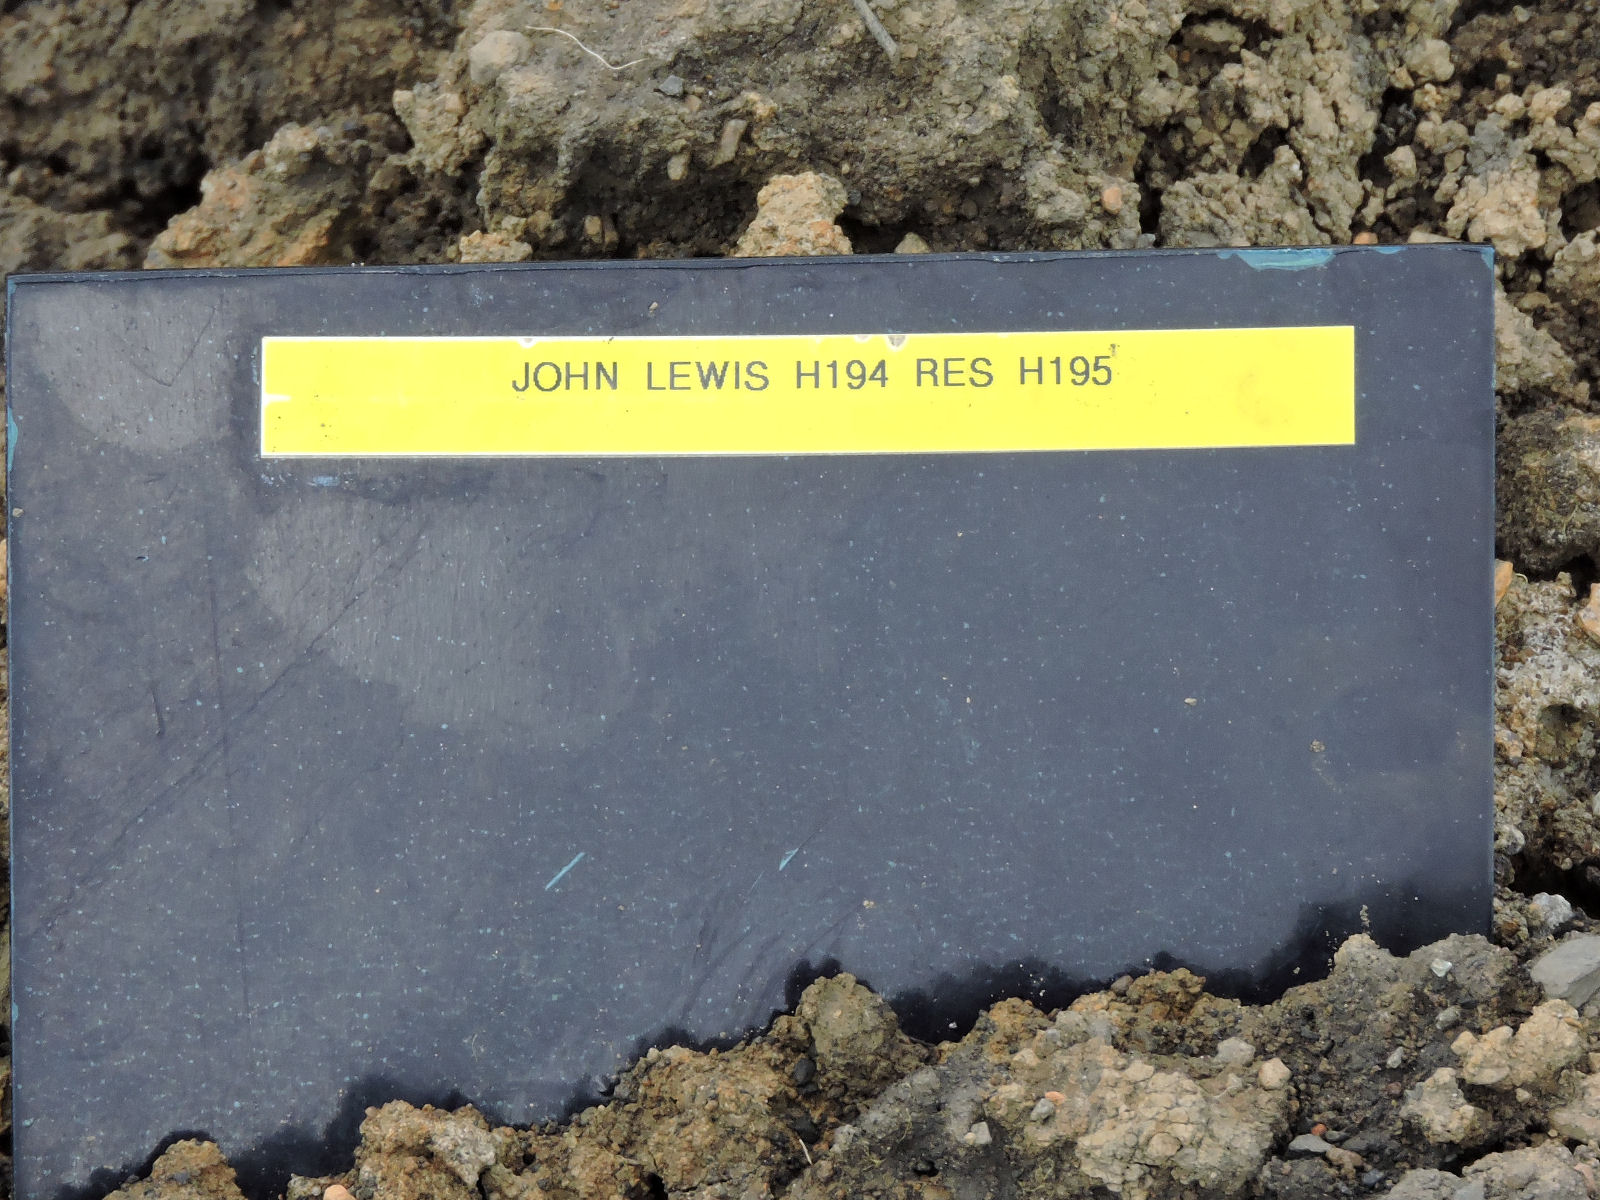 JOHN LEWIS H194 RES H195